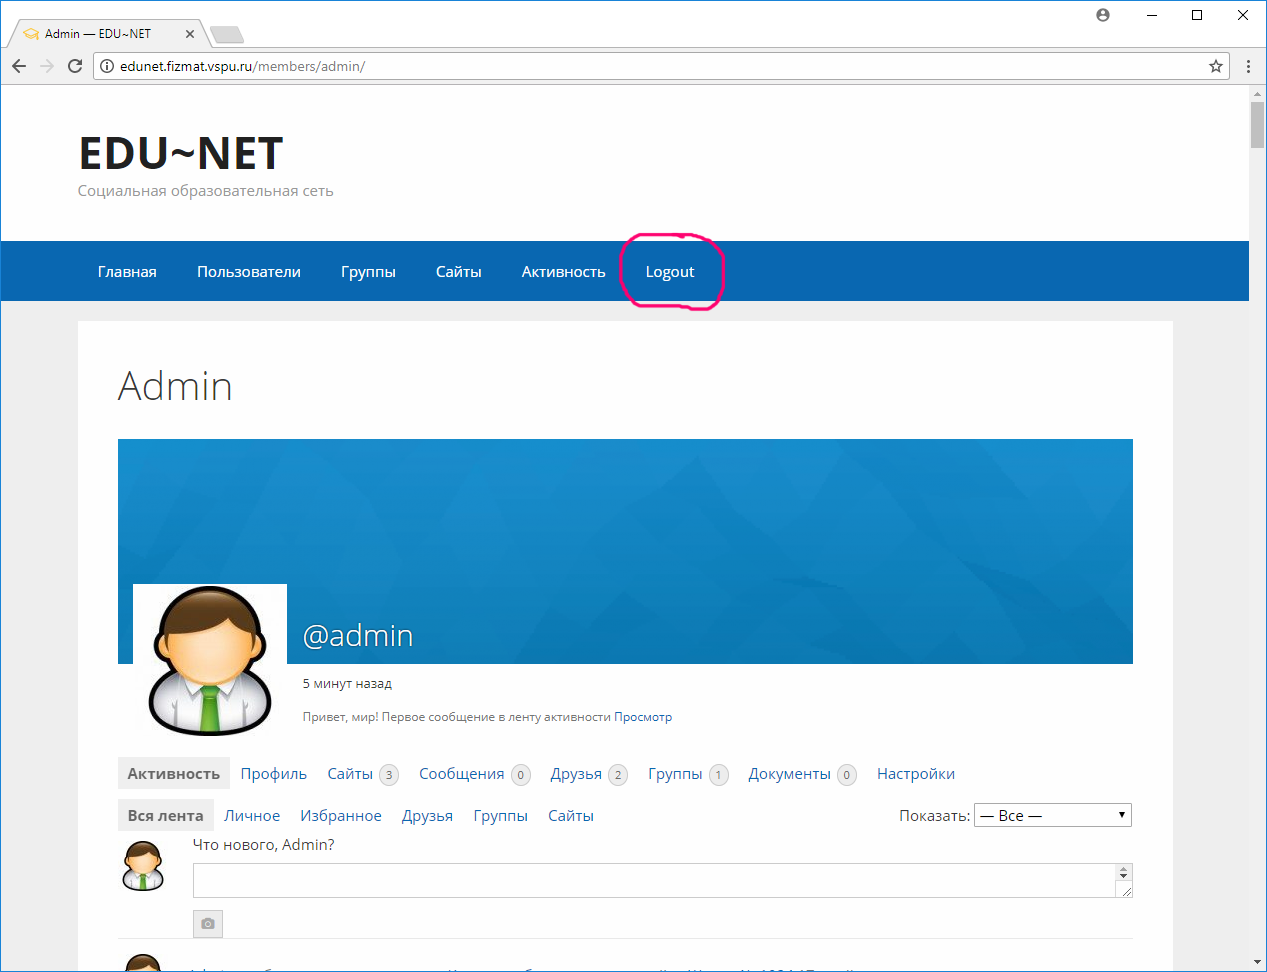 Admin — EDU~NET
edunet.fizmat.vspu.ru/members/admin/
EDU~NET
Социальная образовательная сеть
Главная Пользователи Группы Сайты Активность Logout
Admin
@admin
5 минут назад
Привет, мир! Первое сообщение в ленту активности Просмотр
Активность Профиль Сайты 3 Сообщения 0 Друзья 2 Группы 1 Документы 0 Настройки
Вся лента Личное Избранное Друзья Группы Сайты Показать: — Все —
Что нового, Admin?